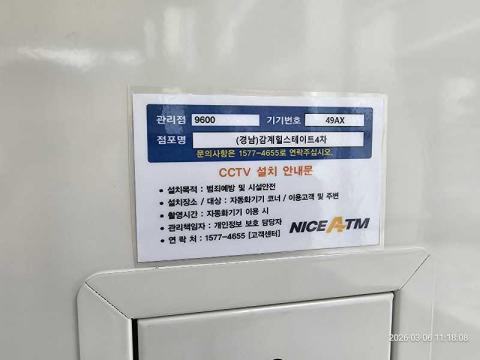 관리점 9600 기기번호 49AX
점포명 (경남)감계힐스테이트4차
문의사항은 1577-4655로 연락주십시오.
CCTV 설치 안내문
• 설치목적 : 범죄예방 및 시설안전
• 설치장소 / 대상 : 자동화기기 코너 / 이용고객 및 주변
• 촬영시간 : 자동화기기 이용 시
• 관리책임자 : 개인정보 보호 담당자
• 연 락 처 : 1577-4655 [고객센터]
NICE ATM
2026-03-06 11:18:08